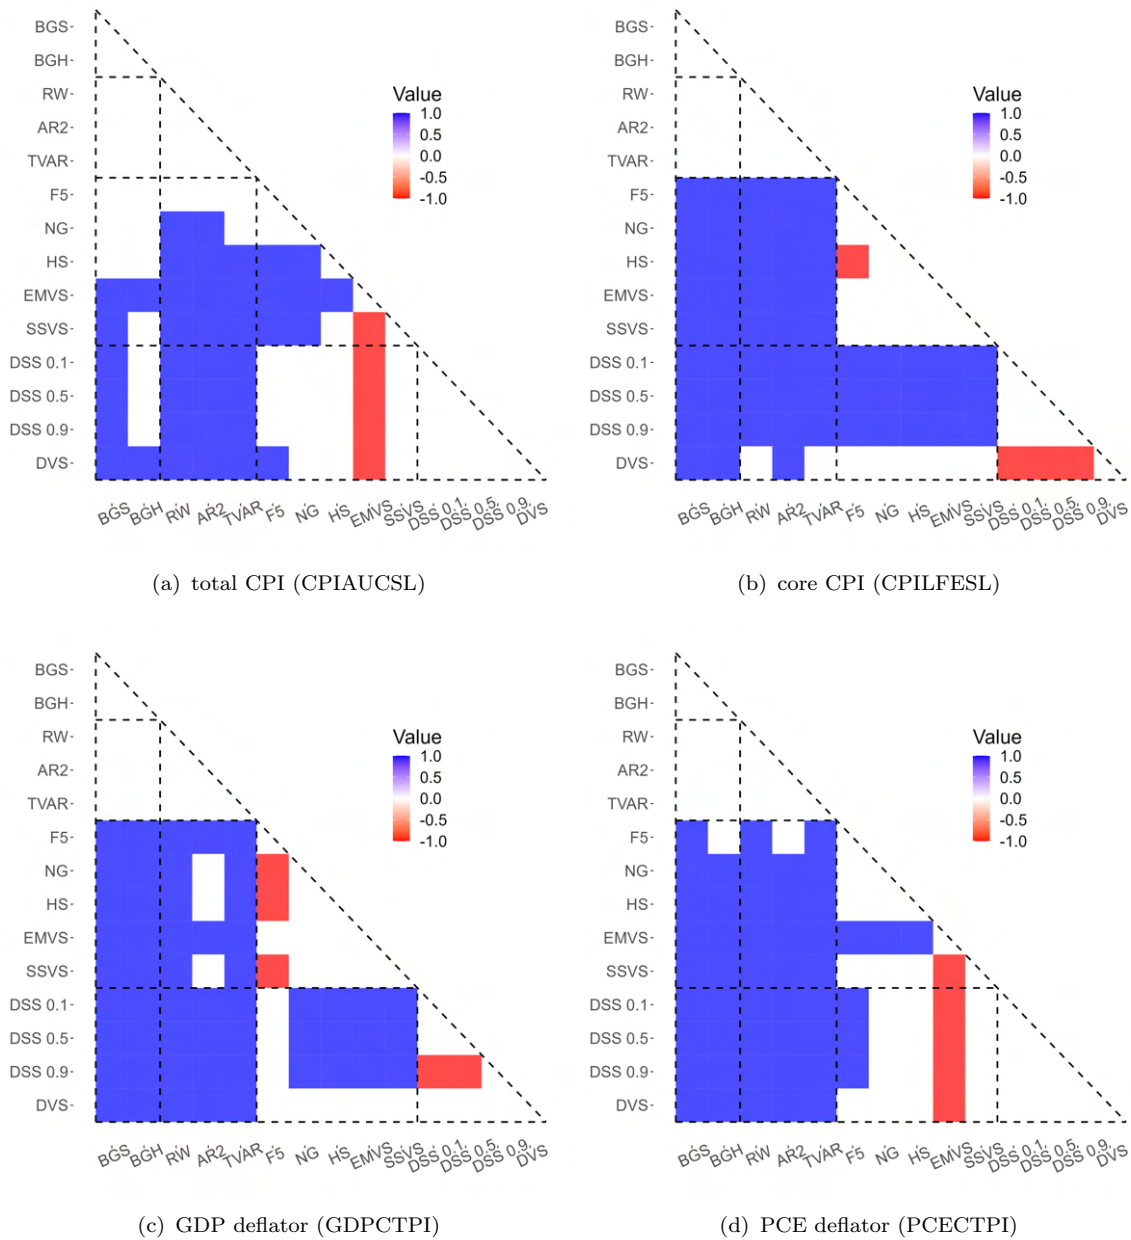 BGS
BGH
RW
AR2
TVAR
F5
NG
HS
EMVS
SSVS
DSS 0.1
DSS 0.5
DSS 0.9
DVS
Value
1.0
0.5
0.0
-0.5
-1.0
BGS BGH RW AR2 TVAR F5 NG HS EMVS SSVS DSS 0.1 DSS 0.5 DSS 0.9 DVS
(a) total CPI (CPIAUCSL)
BGS
BGH
RW
AR2
TVAR
F5
NG
HS
EMVS
SSVS
DSS 0.1
DSS 0.5
DSS 0.9
DVS
Value
1.0
0.5
0.0
-0.5
-1.0
BGS BGH RW AR2 TVAR F5 NG HS EMVS SSVS DSS 0.1 DSS 0.5 DSS 0.9 DVS
(b) core CPI (CPILFESL)
BGS
BGH
RW
AR2
TVAR
F5
NG
HS
EMVS
SSVS
DSS 0.1
DSS 0.5
DSS 0.9
DVS
Value
1.0
0.5
0.0
-0.5
-1.0
BGS BGH RW AR2 TVAR F5 NG HS EMVS SSVS DSS 0.1 DSS 0.5 DSS 0.9 DVS
(c) GDP deflator (GDPCTPI)
BGS
BGH
RW
AR2
TVAR
F5
NG
HS
EMVS
SSVS
DSS 0.1
DSS 0.5
DSS 0.9
DVS
Value
1.0
0.5
0.0
-0.5
-1.0
BGS BGH RW AR2 TVAR F5 NG HS EMVS SSVS DSS 0.1 DSS 0.5 DSS 0.9 DVS
(d) PCE deflator (PCECTPI)